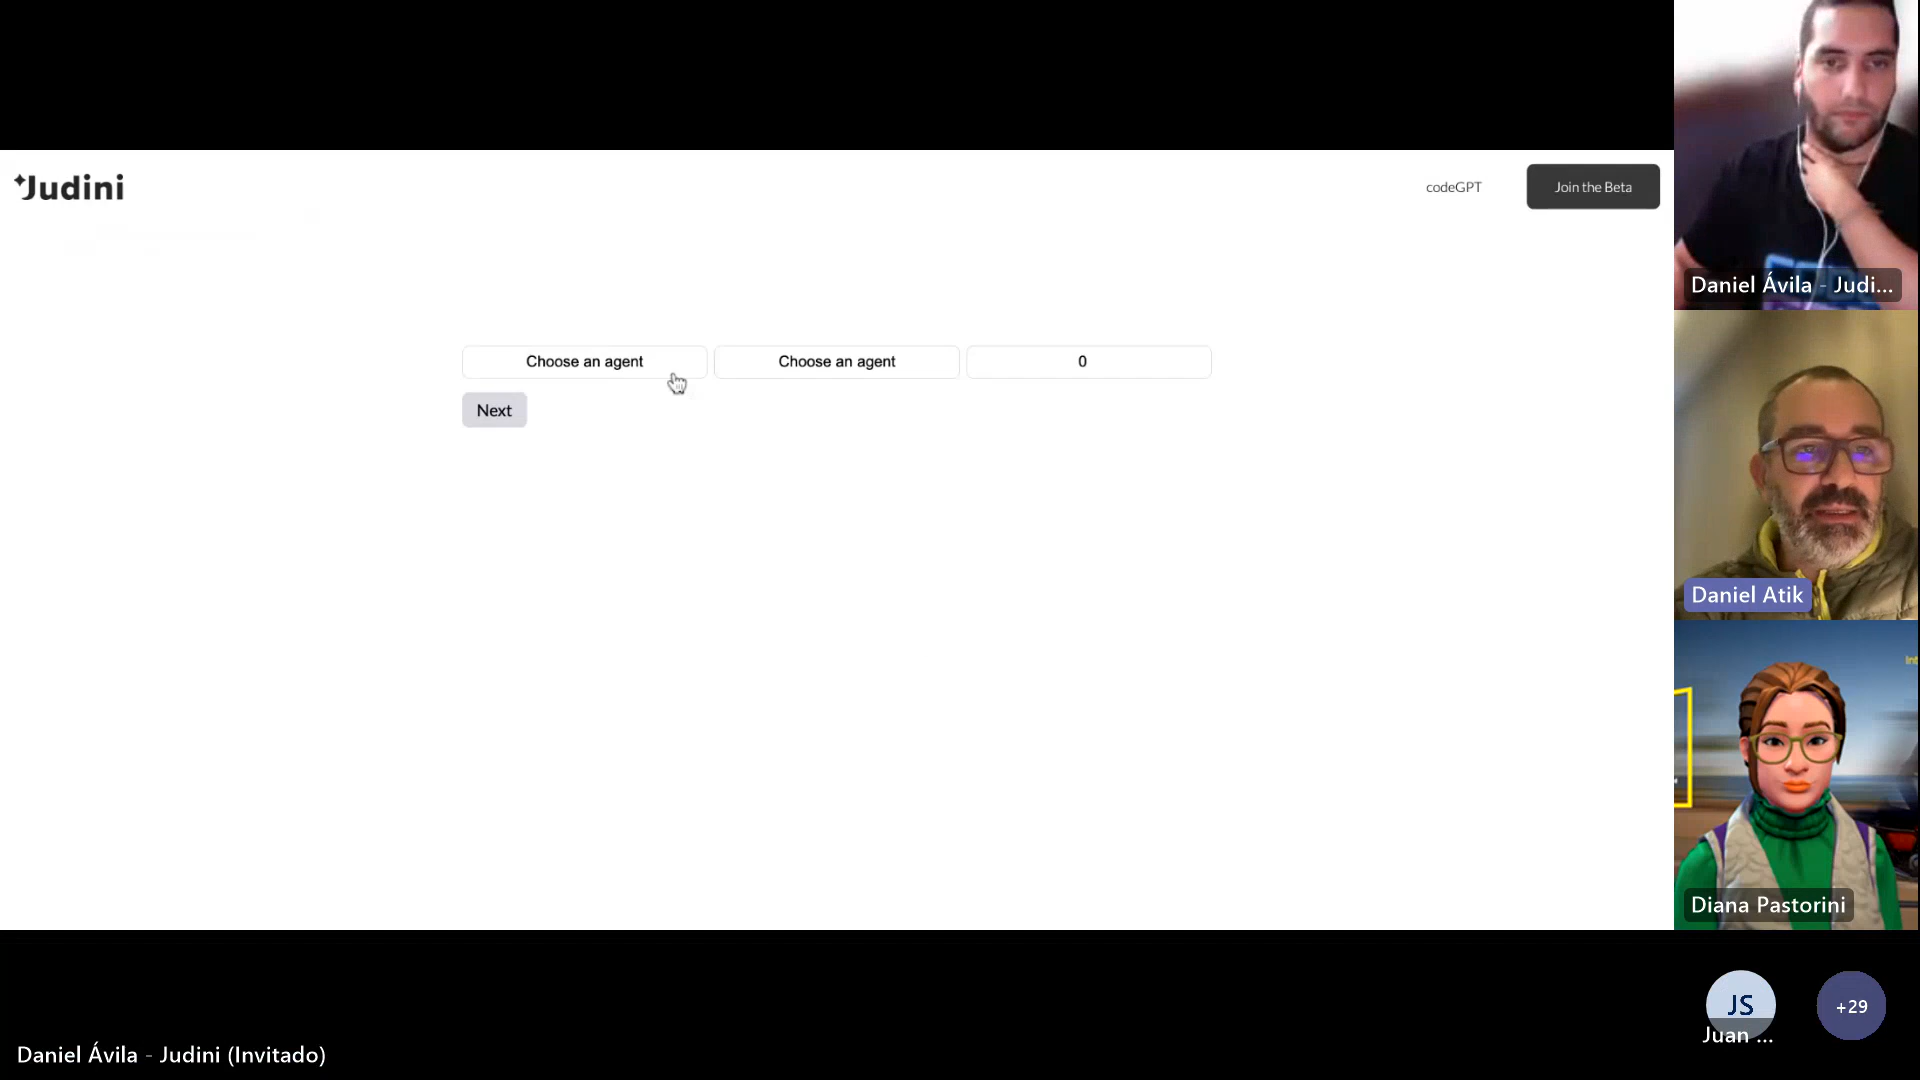 Judini
codeGPT
Join the Beta
Choose an agent
Choose an agent
0
Next
Daniel Ávila - Judi...
Daniel Atik
Int
Diana Pastorini
JS
Juan ...
+29
Daniel Ávila - Judini (Invitado)